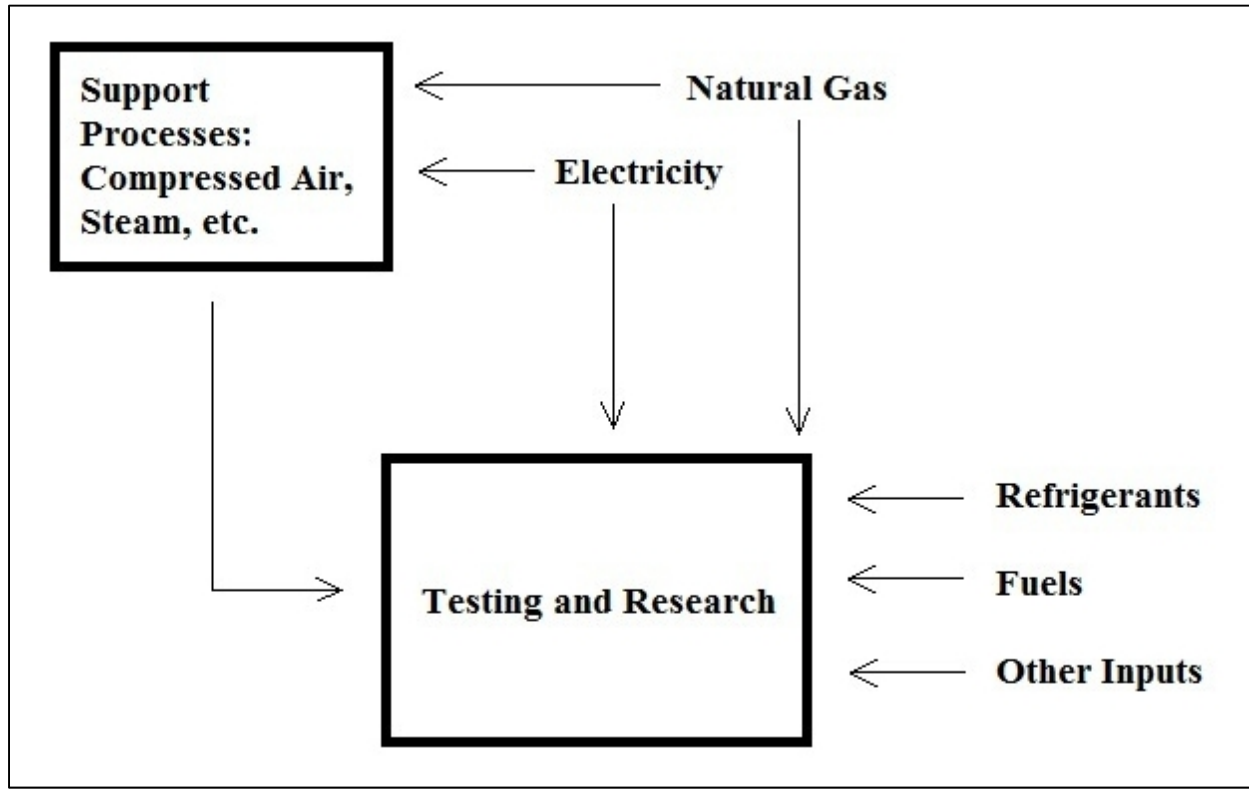 Support
Processes:
Compressed Air,
Steam, etc.
Natural Gas
Electricity
Testing and Research
Refrigerants
Fuels
Other Inputs